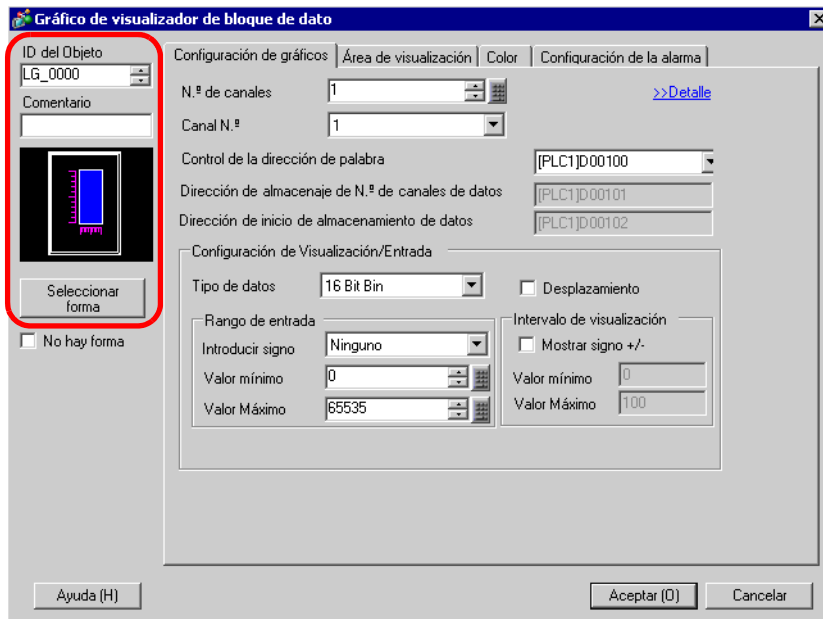 Gráfico de visualizador de bloque de dato
ID del Objeto
LG_0000
Comentario
Seleccionar
forma
No hay forma
Configuración de gráficos
Área de visualización
Color
Configuración de la alarma
N.º de canales
1
>>Detalle
Canal N.º
1
Control de la dirección de palabra
[PLC1]D00100
Dirección de almacenaje de N.º de canales de datos
[PLC1]D00101
Dirección de inicio de almacenamiento de datos
[PLC1]D00102
Configuración de Visualización/Entrada
Tipo de datos
16 Bit Bin
Desplazamiento
Rango de entrada
Introducir signo
Ninguno
Valor mínimo
0
Valor Máximo
65535
Intervalo de visualización
Mostrar signo +/-
Valor mínimo
0
Valor Máximo
100
Ayuda (H)
Aceptar (O)
Cancelar